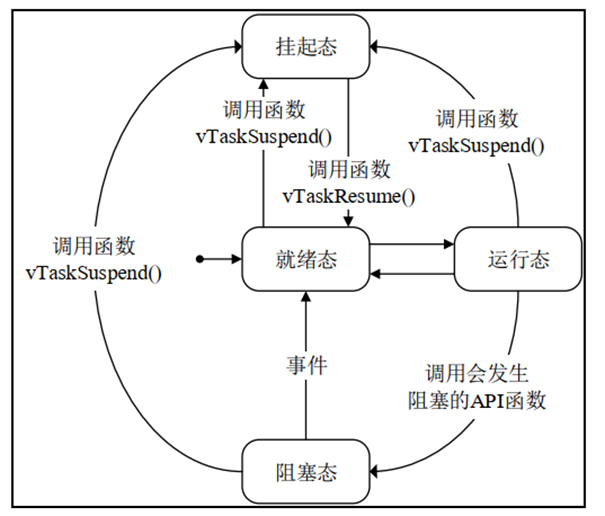 挂起态
调用函数
vTaskSuspend()
调用函数
vTaskSuspend()
调用函数
vTaskResume()
调用函数
vTaskSuspend()
就绪态
运行态
事件
调用会发生
阻塞的API函数
阻塞态